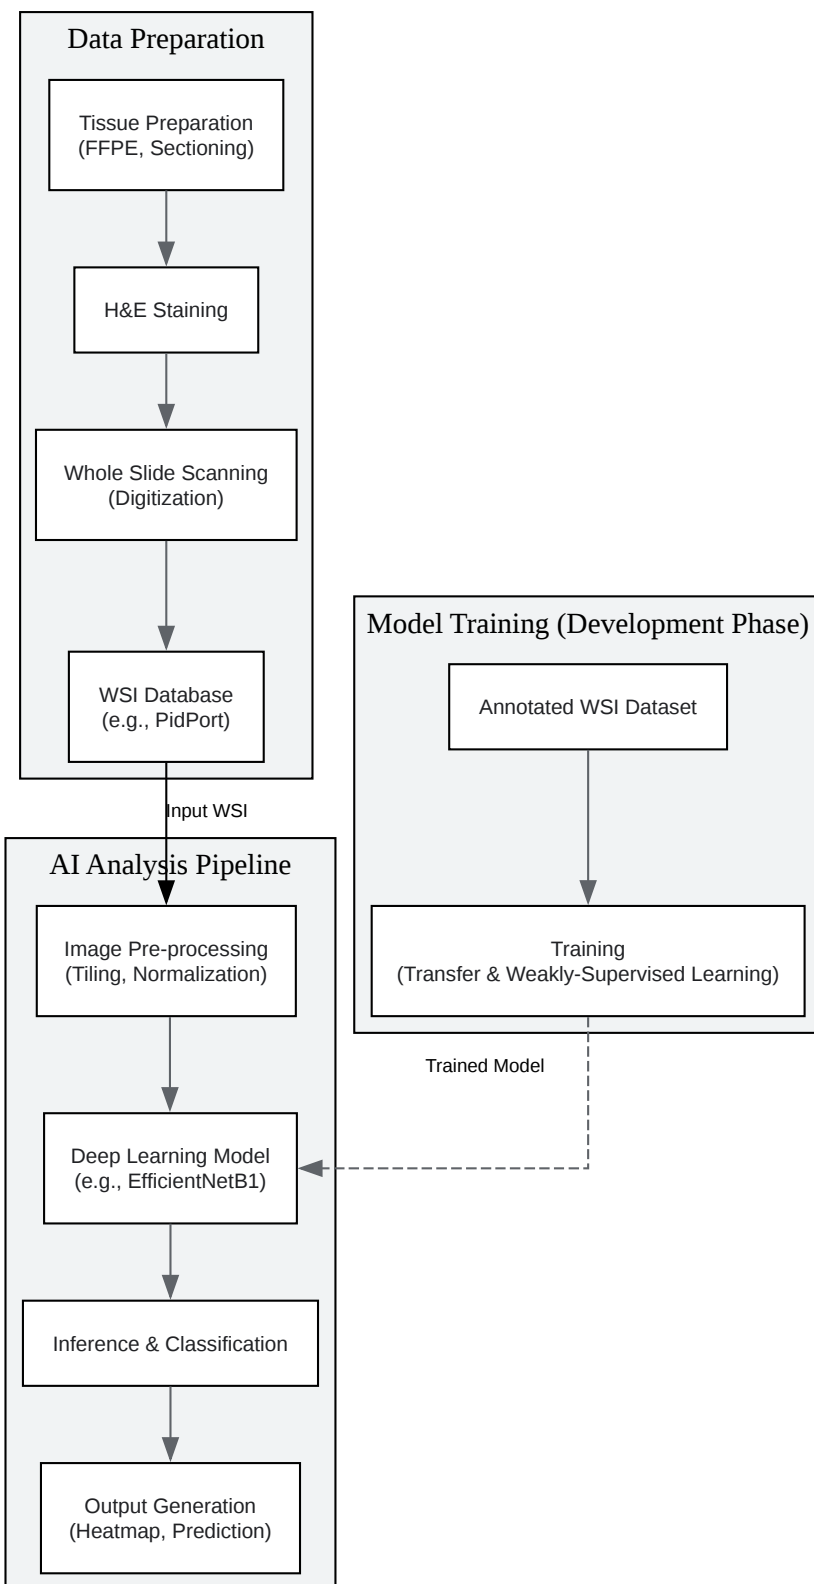 Data Preparation
Tissue Preparation
(FFPE, Sectioning)
H&E Staining
Whole Slide Scanning
(Digitization)
WSI Database
(e.g., PidPort)
Input WSI
Model Training (Development Phase)
Annotated WSI Dataset
Training
(Transfer & Weakly-Supervised Learning)
Trained Model
AI Analysis Pipeline
Image Pre-processing
(Tiling, Normalization)
Deep Learning Model
(e.g., EfficientNetB1)
Inference & Classification
Output Generation
(Heatmap, Prediction)